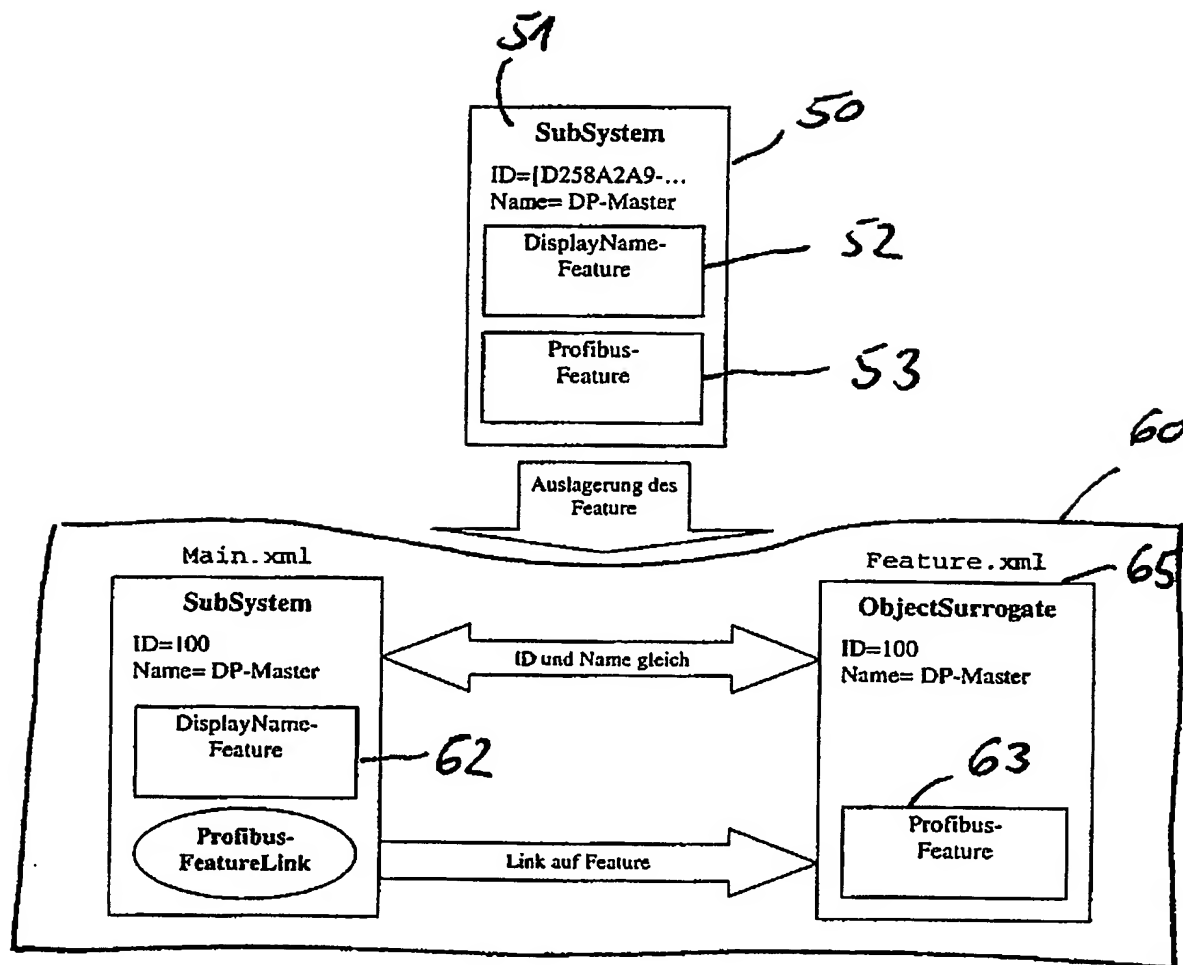 51
SubSystem
50
ID=[D258A2A9-...
Name= DP-Master
DisplayName-
Feature
52
Profibus-
Feature
53
60
Auslagerung des
Feature
Main.xml
Feature.xml
65
SubSystem
ID=100
Name= DP-Master
ID und Name gleich
ObjectSurrogate
ID=100
Name= DP-Master
DisplayName-
Feature
62
63
Profibus-
FeatureLink
Link auf Feature
Profibus-
Feature